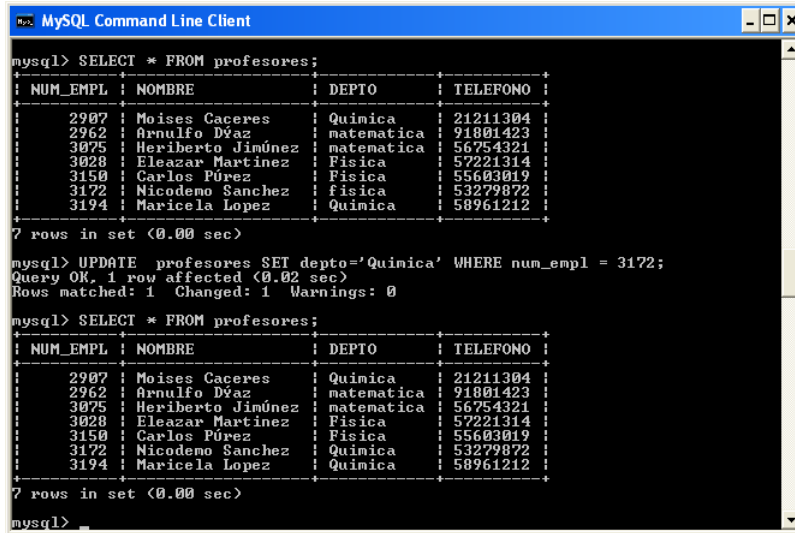 MySQL Command Line Client
mysql> SELECT * FROM profesores;
| NUM_EMPL | NOMBRE | DEPTO | TELEFONO |
| 2907 | Moises Caceres | Quimica | 21211304 |
| 2962 | Arnulfo DÝaz | matematica | 91801423 |
| 3075 | Heriberto JimÚnez | matematica | 56754321 |
| 3028 | Eleazar Martinez | Fisica | 57221314 |
| 3150 | Carlos PÚrez | Fisica | 55603019 |
| 3172 | Nicodemo Sanchez | fisica | 53279872 |
| 3194 | Maricela Lopez | Quimica | 58961212 |
7 rows in set (0.00 sec)
mysql> UPDATE  profesores SET depto='Quimica' WHERE num_empl = 3172;
Query OK, 1 row affected (0.02 sec)
Rows matched: 1  Changed: 1  Warnings: 0
mysql> SELECT * FROM profesores;
| NUM_EMPL | NOMBRE | DEPTO | TELEFONO |
| 2907 | Moises Caceres | Quimica | 21211304 |
| 2962 | Arnulfo DÝaz | matematica | 91801423 |
| 3075 | Heriberto JimÚnez | matematica | 56754321 |
| 3028 | Eleazar Martinez | Fisica | 57221314 |
| 3150 | Carlos PÚrez | Fisica | 55603019 |
| 3172 | Nicodemo Sanchez | Quimica | 53279872 |
| 3194 | Maricela Lopez | Quimica | 58961212 |
7 rows in set (0.00 sec)
mysql> _